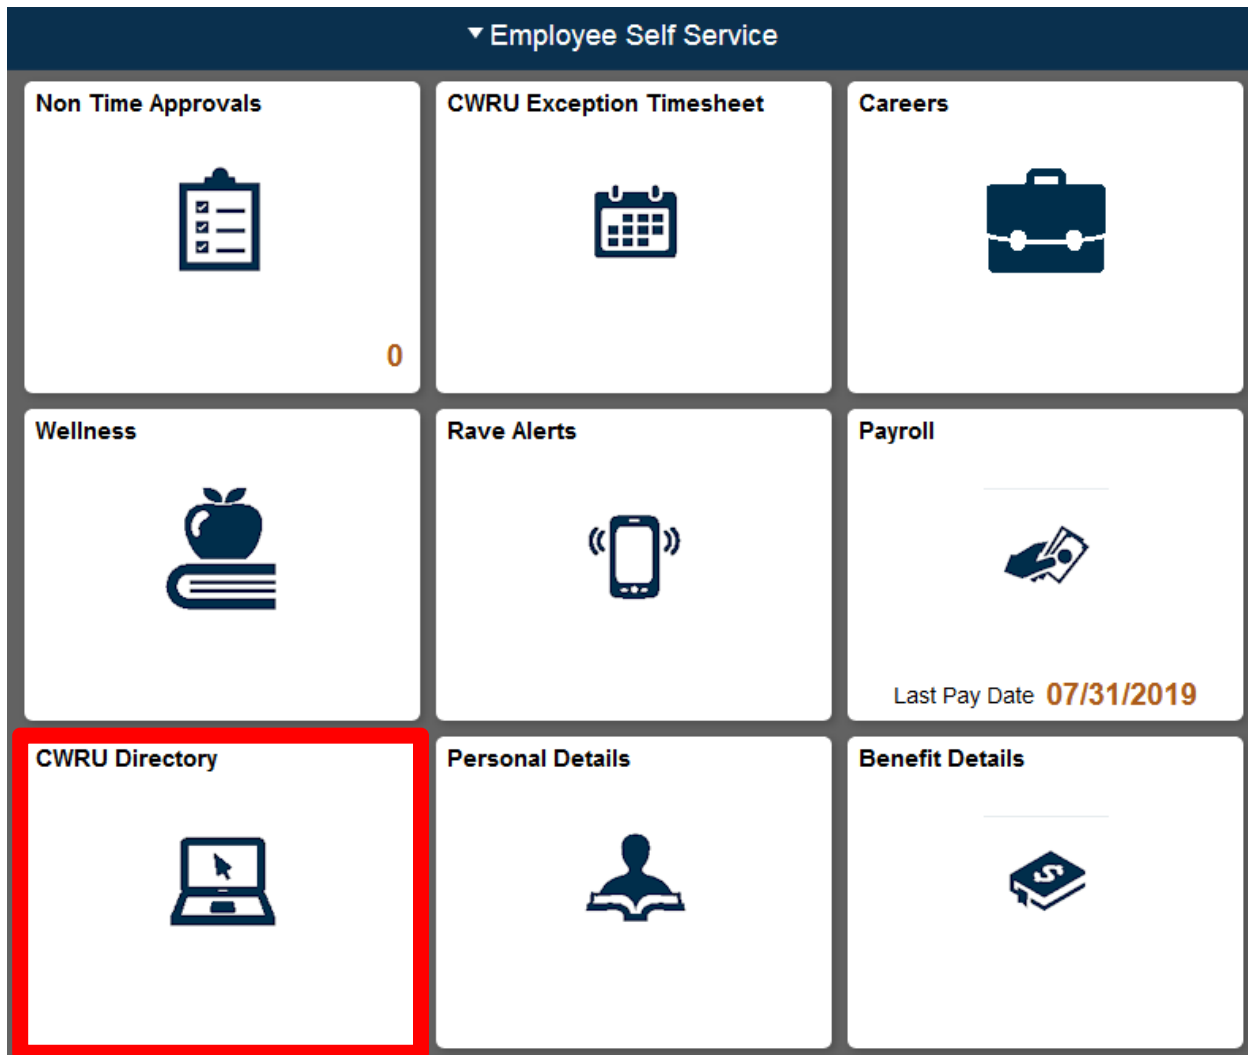 Employee Self Service
Non Time Approvals
CWRU Exception Timesheet
Careers
0
Wellness
Rave Alerts
Payroll
Last Pay Date 07/31/2019
CWRU Directory
Personal Details
Benefit Details
$